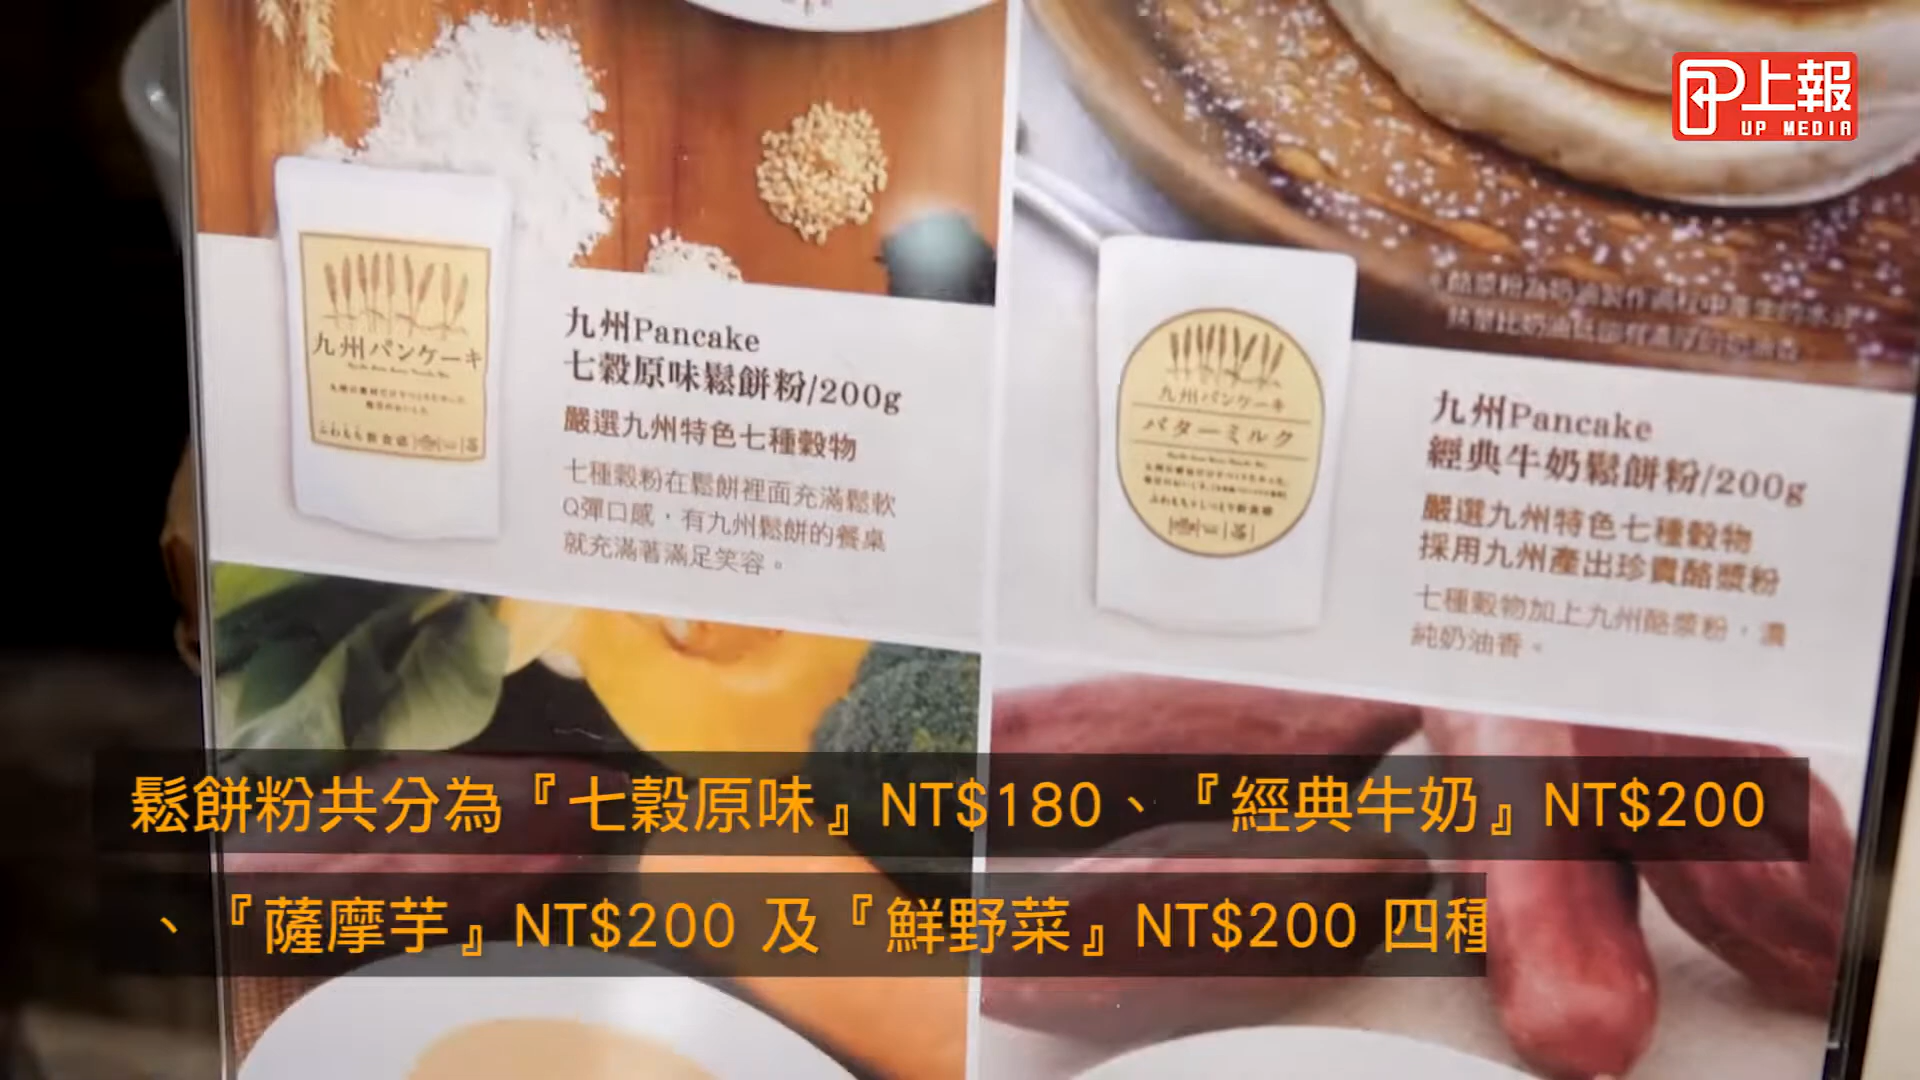 上報
UP MEDIA
九州パンケーキ
九州Pancake
七穀原味鬆餅粉/200g
嚴選九州特色七種穀物
七種穀粉在鬆餅裡面充滿鬆軟
Q彈口感，有九州鬆餅的餐桌
就充滿著滿足笑容。
九州パンケーキ
バターミルク
九州Pancake
經典牛奶鬆餅粉/200g
嚴選九州特色七種穀物
採用九州產出珍貴酪漿粉
七種穀物加上九州酪漿粉，濃
純奶油香。
鬆餅粉共分為『七穀原味』NT$180、『經典牛奶』NT$200
、『薩摩芋』NT$200 及『鮮野菜』NT$200 四種